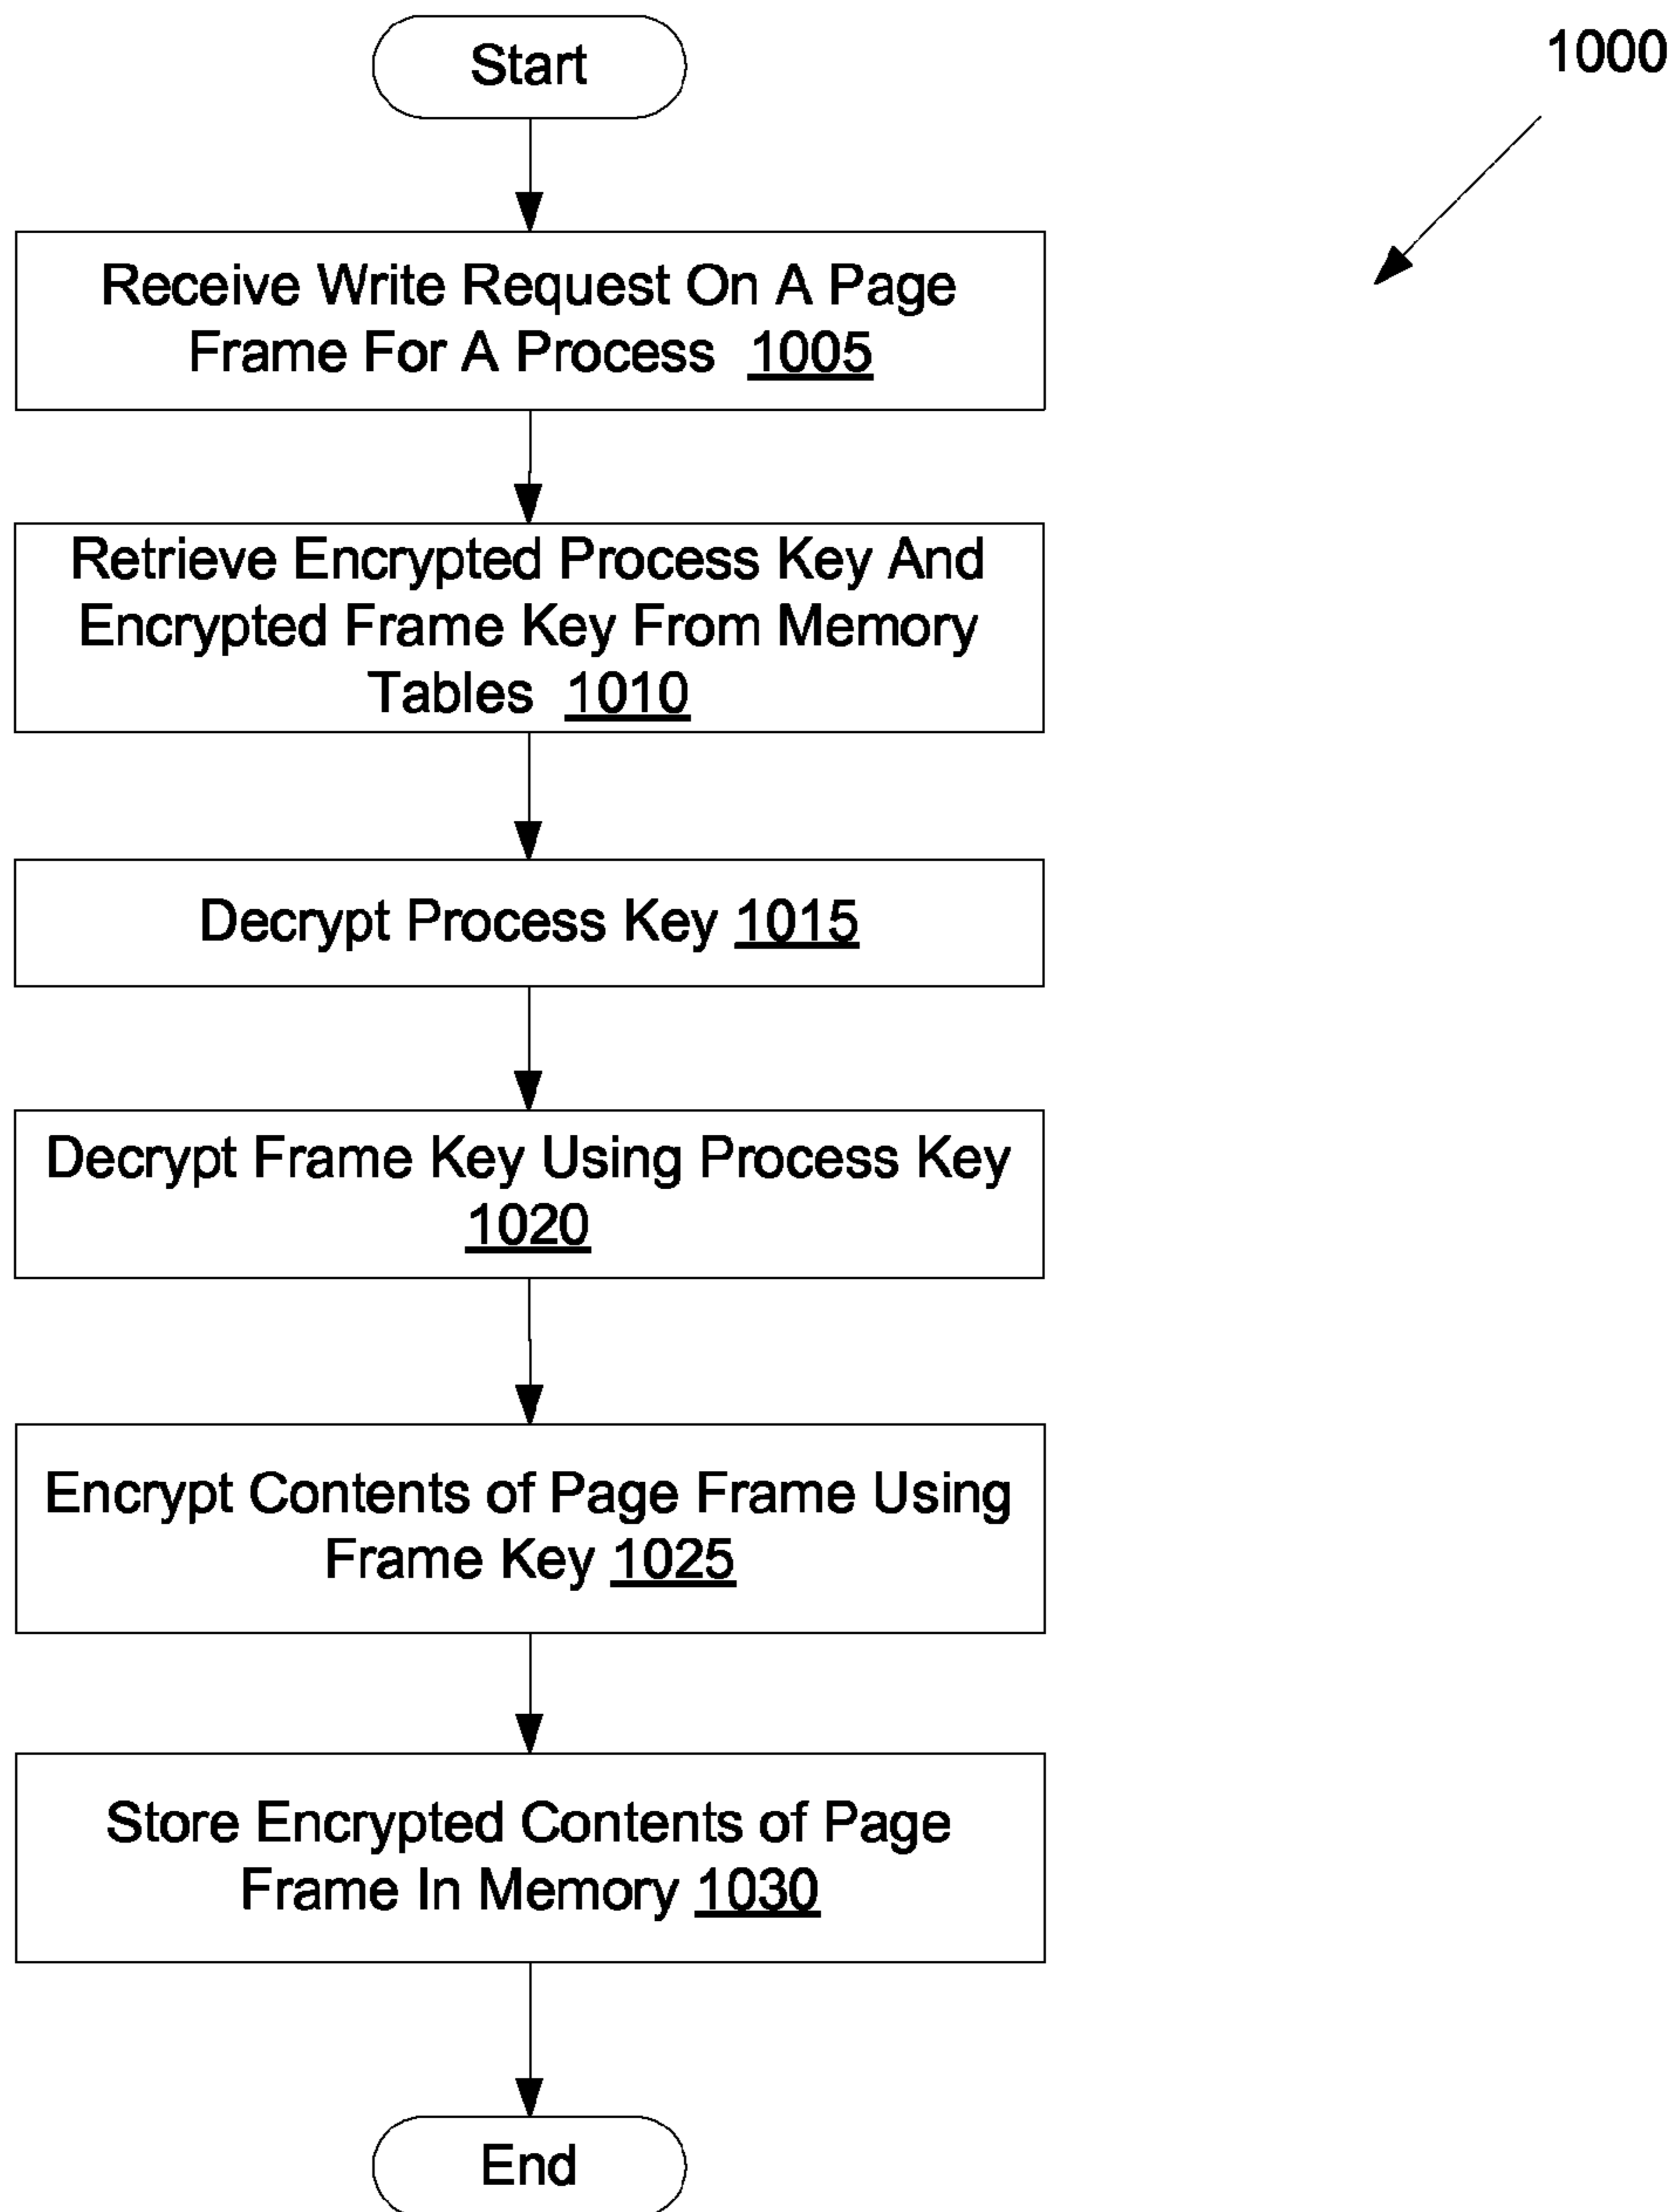 Start
1000
Receive Write Request On A Page
Frame For A Process 1005
Retrieve Encrypted Process Key And
Encrypted Frame Key From Memory
Tables 1010
Decrypt Process Key 1015
Decrypt Frame Key Using Process Key
1020
Encrypt Contents of Page Frame Using
Frame Key 1025
Store Encrypted Contents of Page
Frame In Memory 1030
End